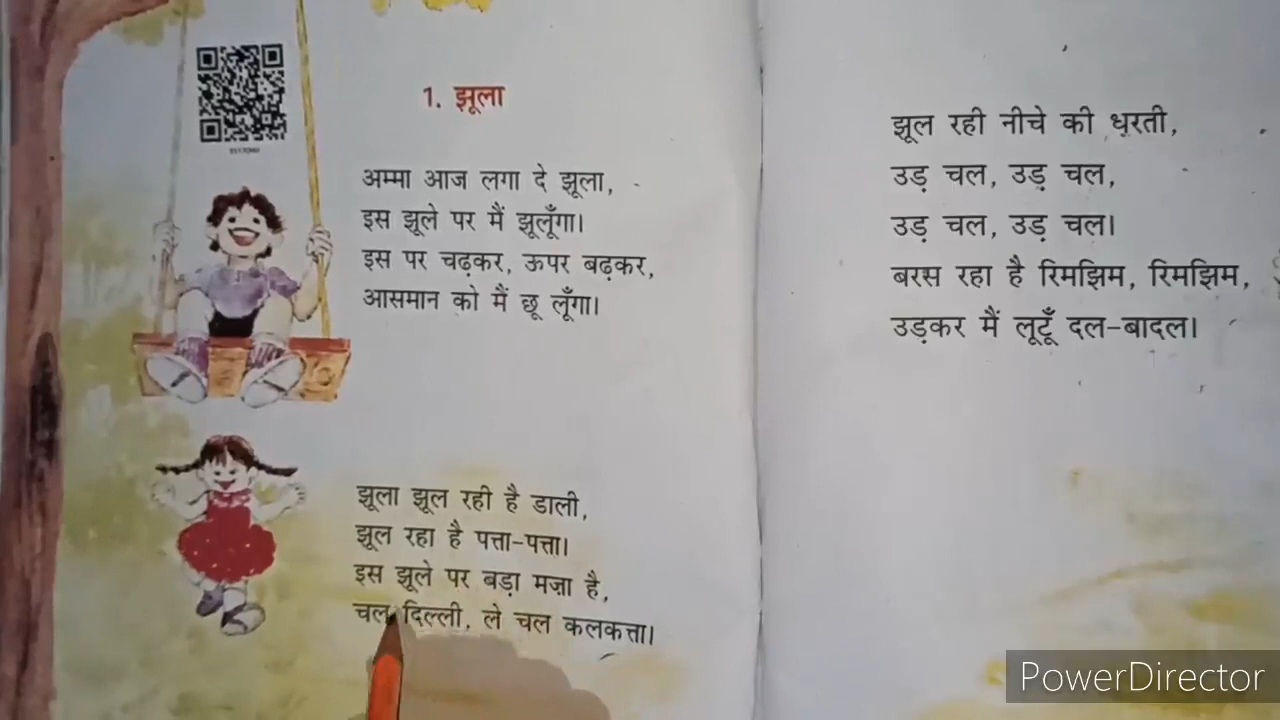 1. झूला
अम्मा आज लगा दे झूला,
इस झूले पर मैं झूलूँगा।
इस पर चढ़कर, ऊपर बढ़कर,
आसमान को मैं छू लूँगा।
झूला झूल रही है डाली,
झूल रहा है पत्ता-पत्ता।
इस झूले पर बड़ा मज़ा है,
चल दिल्ली, ले चल कलकत्ता।
झूल रही नीचे की धरती,
उड़ चल, उड़ चल,
उड़ चल, उड़ चल।
बरस रहा है रिमझिम, रिमझिम,
उड़कर मैं लूटूँ दल-बादल।
PowerDirector